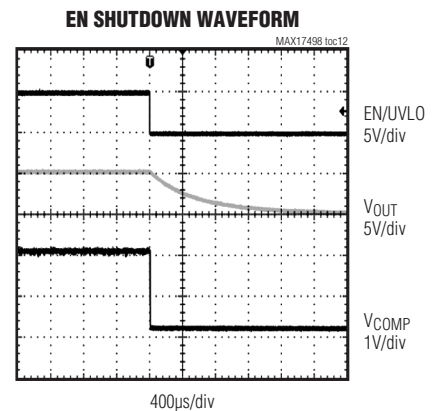 EN SHUTDOWN WAVEFORM
MAX17498 toc12
T
EN/UVLO
5V/div
VOUT
5V/div
VCOMP
1V/div
400µs/div